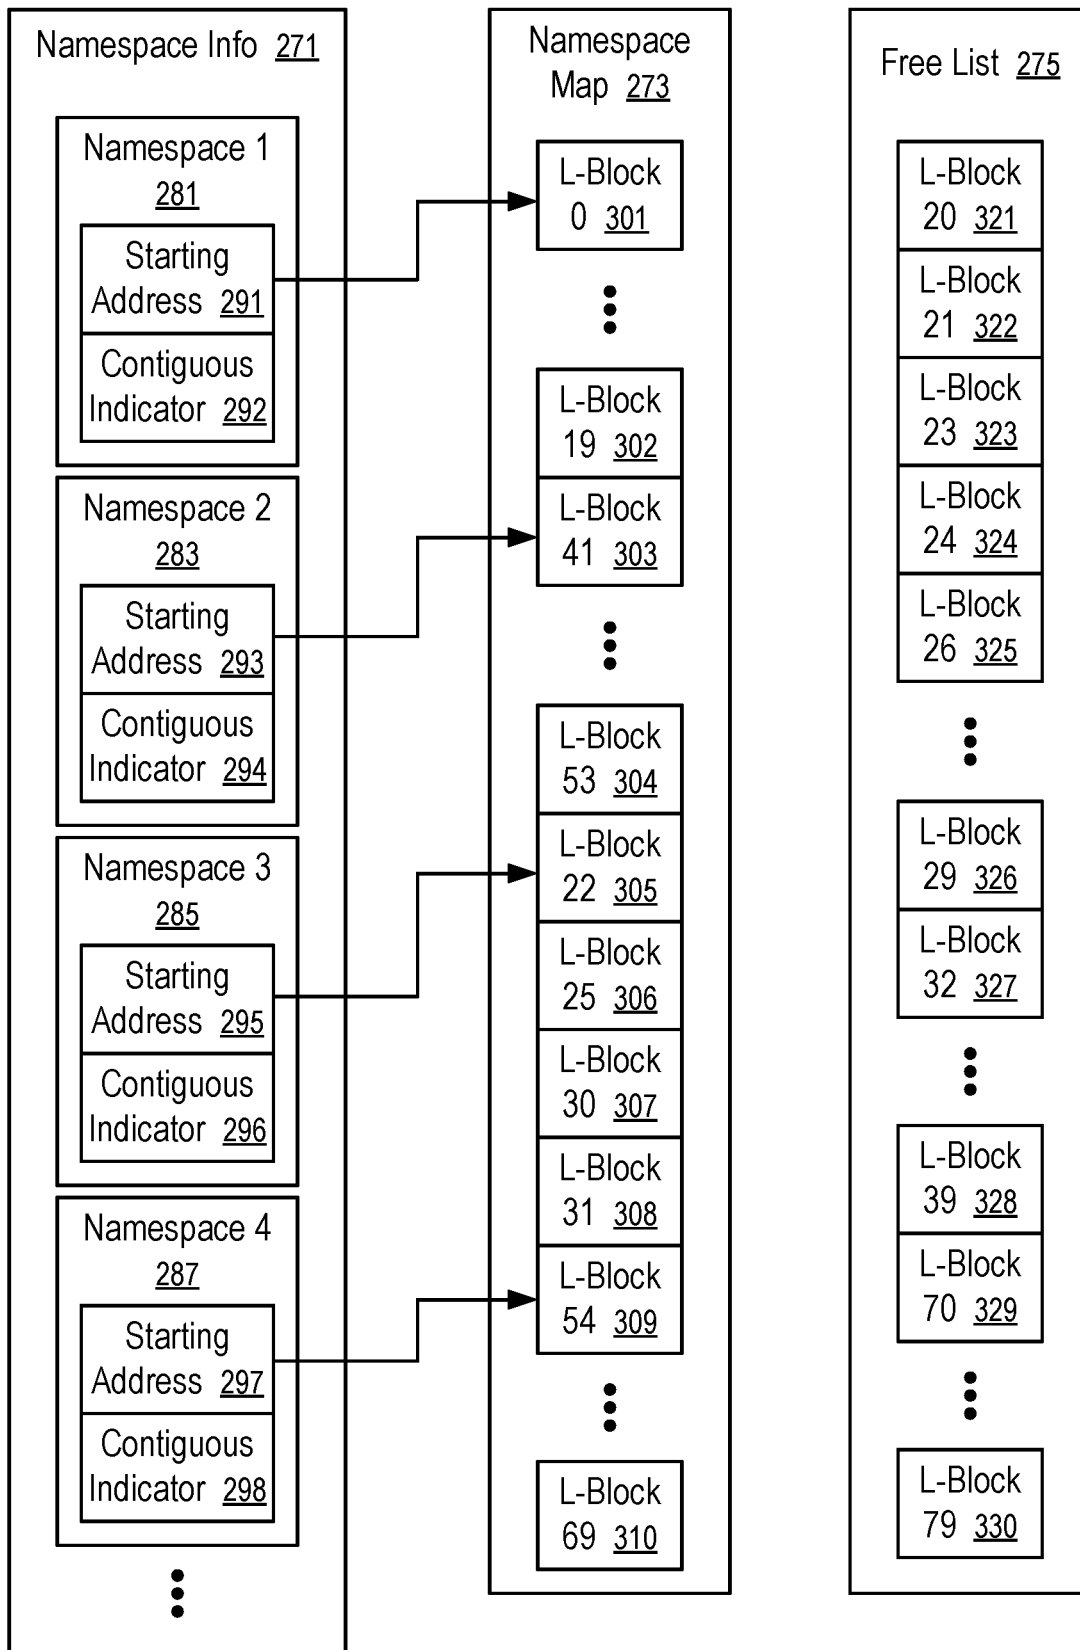 Namespace Info 271
Namespace 1
281
Starting
Address 291
Contiguous
Indicator 292
Namespace 2
283
Starting
Address 293
Contiguous
Indicator 294
Namespace 3
285
Starting
Address 295
Contiguous
Indicator 296
Namespace 4
287
Starting
Address 297
Contiguous
Indicator 298
Namespace
Map 273
L-Block
0 301
L-Block
19 302
L-Block
41 303
L-Block
53 304
L-Block
22 305
L-Block
25 306
L-Block
30 307
L-Block
31 308
L-Block
54 309
L-Block
69 310
Free List 275
L-Block
20 321
L-Block
21 322
L-Block
23 323
L-Block
24 324
L-Block
26 325
L-Block
29 326
L-Block
32 327
L-Block
39 328
L-Block
70 329
L-Block
79 330